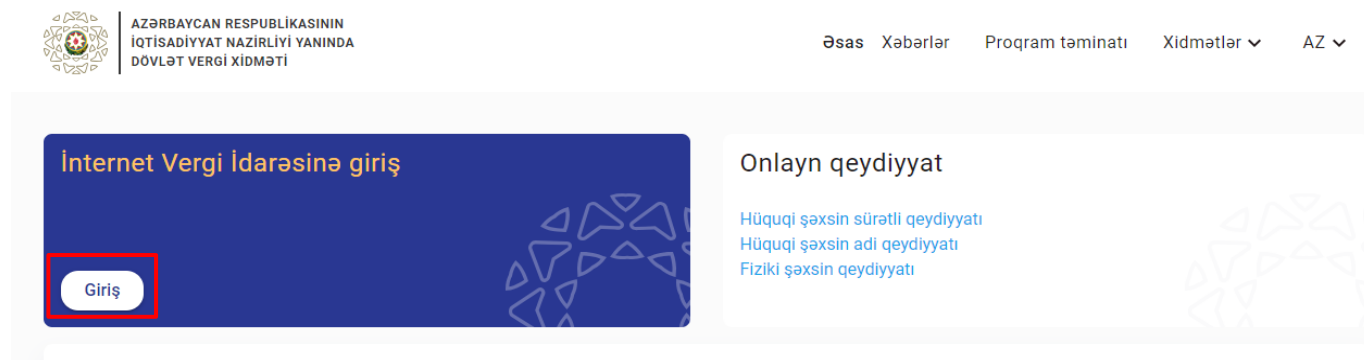 AZƏRBAYCAN RESPUBLİKASININ
İQTİSADİYYAT NAZİRLİYİ YANINDA
DÖVLƏT VERGİ XİDMƏTİ
Əsas Xəbərlər Proqram təminatı Xidmətlər AZ
İnternet Vergi İdarəsinə giriş
Giriş
Onlayn qeydiyyat
Hüquqi şəxsin sürətli qeydiyyatı
Hüquqi şəxsin adi qeydiyyatı
Fiziki şəxsin qeydiyyatı